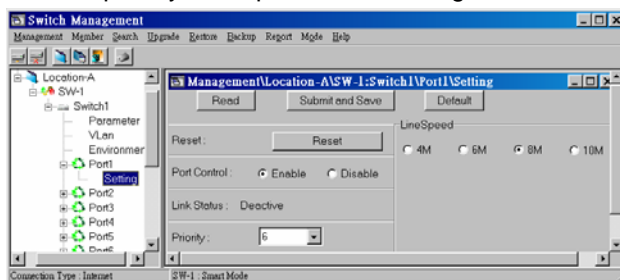 Switch Management
Management Member Search Upgrade Restore Backup Report Mode Help
Location-A
SW-1
Switch1
Parameter
VLan
Environmer
Port1
Setting
Port2
Port3
Port4
Port5
Port6
Management\Location-A\SW-1:Switch1\Port1\Setting
Read Submit and Save Default
Reset : Reset
LineSpeed
4M 6M 8M 10M
Port Control : Enable Disable
Link Status : Deactive
Priority : 6
Connection Type : Internet SW-1 : Smart Mode